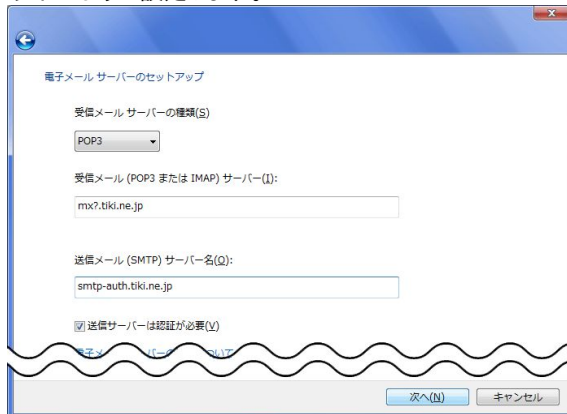 電子メール サーバーのセットアップ
受信メール サーバーの種類(S)
POP3
受信メール (POP3 または IMAP) サーバー(I):
mx?.tiki.ne.jp
送信メール (SMTP) サーバー名(O):
smtp-auth.tiki.ne.jp
送信サーバーは認証が必要(V)
次へ(N) キャンセル